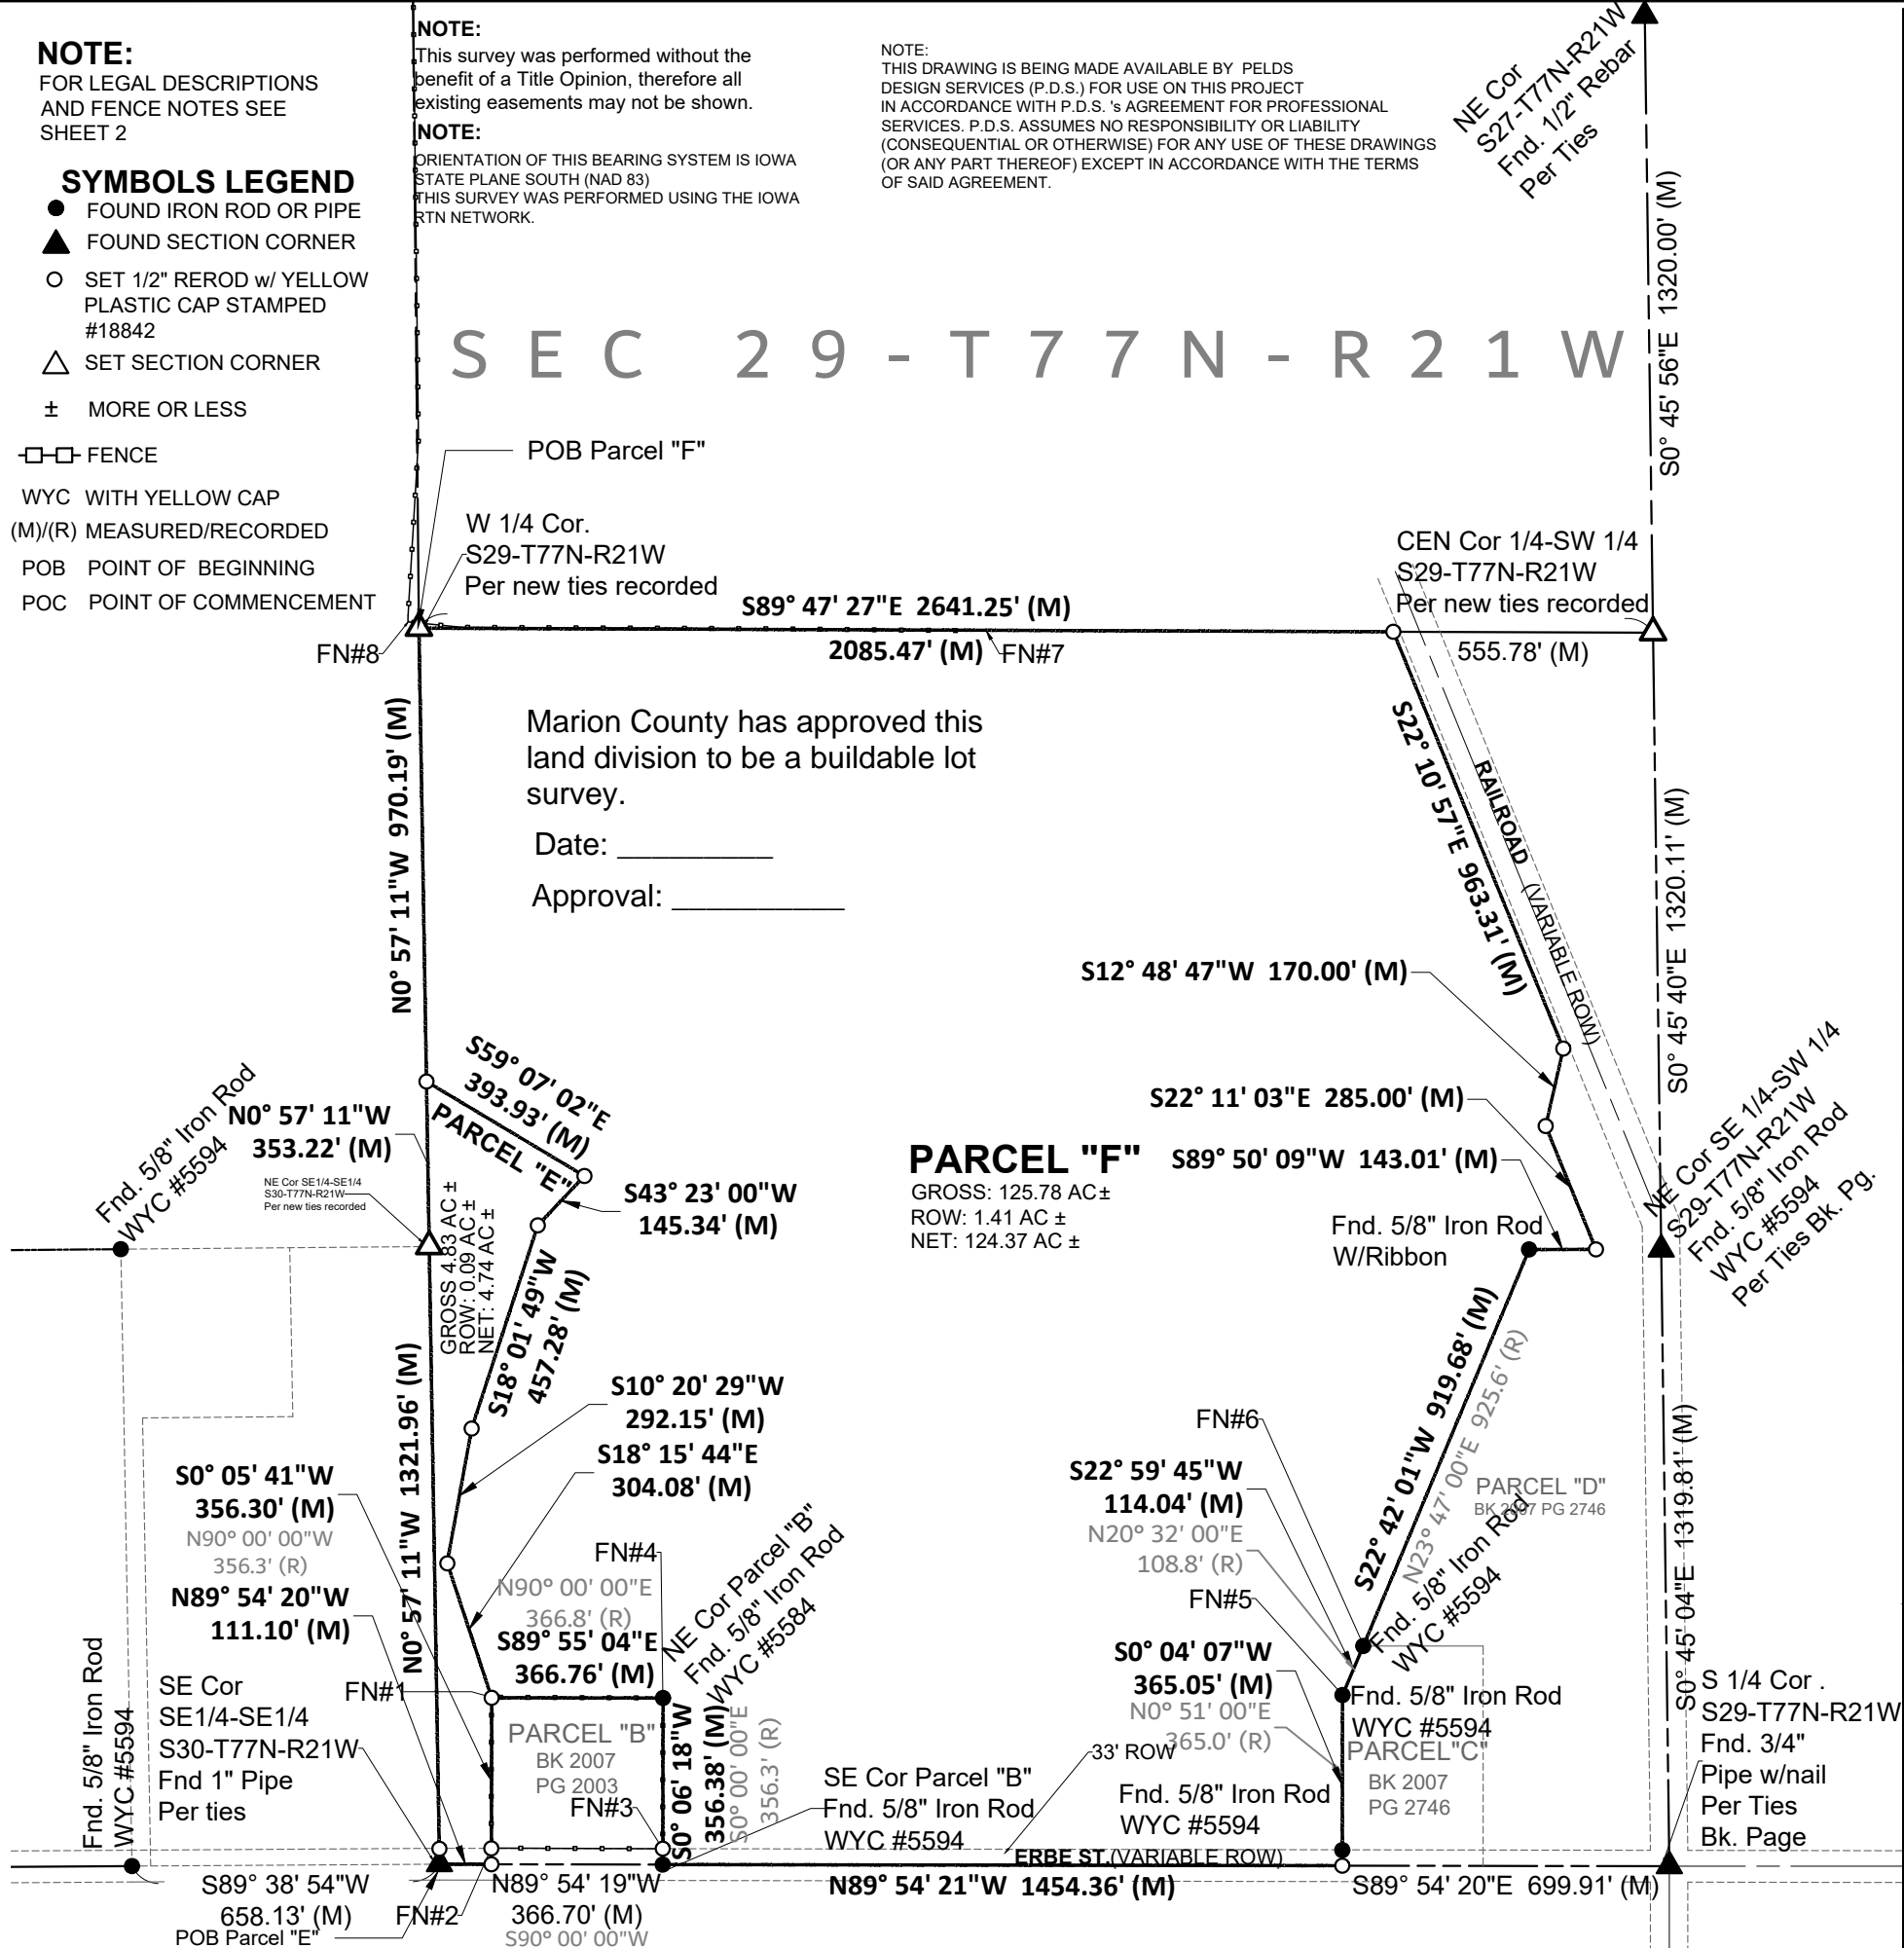 NOTE:
FOR LEGAL DESCRIPTIONS
AND FENCE NOTES SEE
SHEET 2
SYMBOLS LEGEND
FOUND IRON ROD OR PIPE
FOUND SECTION CORNER
SET 1/2" REROD w/ YELLOW
PLASTIC CAP STAMPED
#18842
SET SECTION CORNER
± MORE OR LESS
FENCE
WYC WITH YELLOW CAP
(M)/(R) MEASURED/RECORDED
POB POINT OF BEGINNING
POC POINT OF COMMENCEMENT
NOTE:
This survey was performed without the
benefit of a Title Opinion, therefore all
existing easements may not be shown.
NOTE:
ORIENTATION OF THIS BEARING SYSTEM IS IOWA
STATE PLANE SOUTH (NAD 83)
THIS SURVEY WAS PERFORMED USING THE IOWA
RTN NETWORK.
NOTE:
THIS DRAWING IS BEING MADE AVAILABLE BY PELDS
DESIGN SERVICES (P.D.S.) FOR USE ON THIS PROJECT
IN ACCORDANCE WITH P.D.S. 's AGREEMENT FOR PROFESSIONAL
SERVICES. P.D.S. ASSUMES NO RESPONSIBILITY OR LIABILITY
(CONSEQUENTIAL OR OTHERWISE) FOR ANY USE OF THESE DRAWINGS
(OR ANY PART THEREOF) EXCEPT IN ACCORDANCE WITH THE TERMS
OF SAID AGREEMENT.
NE Cor
S27-T77N-R21W
Fnd. 1/2" Rebar
Per Ties
S0° 45' 56"E 1320.00' (M)
SEC 29-T77N-R21W
POB Parcel "F"
W 1/4 Cor.
S29-T77N-R21W
Per new ties recorded
CEN Cor 1/4-SW 1/4
S29-T77N-R21W
Per new ties recorded
S89° 47' 27"E 2641.25' (M)
FN#8
2085.47' (M)
FN#7
555.78' (M)
N0° 57' 11"W 970.19' (M)
Marion County has approved this
land division to be a buildable lot
survey.
Date: _________
Approval: __________
S22° 10' 57"E 963.31' (M)
RAILROAD
(VARIABLE ROW)
S0° 45' 40"E 1320.11' (M)
S12° 48' 47"W 170.00' (M)
S22° 11' 03"E 285.00' (M)
S89° 50' 09"W 143.01' (M)
NE Cor SE 1/4-SW 1/4
S29-T77N-R21W
Fnd. 5/8" Iron Rod
WYC #5594
Per Ties Bk. Pg.
Fnd. 5/8" Iron Rod
WYC #5594
N0° 57' 11"W
353.22' (M)
NE Cor SE1/4-SE1/4
S30-T77N-R21W
Per new ties recorded
S59° 07' 02"E
393.93' (M)
PARCEL "E"
GROSS 4.83 AC ±
ROW: 0.09 AC ±
NET: 4.74 AC ±
S43° 23' 00"W
145.34' (M)
PARCEL "F"
GROSS: 125.78 AC±
ROW: 1.41 AC ±
NET: 124.37 AC ±
Fnd. 5/8" Iron Rod
W/Ribbon
S18° 01' 49"W
457.28' (M)
N0° 57' 11"W 1321.96' (M)
S10° 20' 29"W
292.15' (M)
S18° 15' 44"E
304.08' (M)
S0° 05' 41"W
356.30' (M)
N90° 00' 00"W
356.3' (R)
N89° 54' 20"W
111.10' (M)
FN#4
N90° 00' 00"E
366.8' (R)
S89° 55' 04"E
366.76' (M)
NE Cor Parcel "B"
Fnd. 5/8" Iron Rod
WYC #5584
S22° 42' 01"W 919.68' (M)
N23° 47' 00"E 925.6' (R)
FN#6
S22° 59' 45"W
114.04' (M)
N20° 32' 00"E
108.8' (R)
FN#5
PARCEL "D"
BK 2007 PG 2746
Fnd. 5/8" Iron Rod
WYC #5594
S0° 45' 04"E 1319.81' (M)
S0° 04' 07"W
365.05' (M)
N0° 51' 00"E
365.0' (R)
Fnd. 5/8" Iron Rod
WYC #5594
PARCEL"C"
BK 2007
PG 2746
S 1/4 Cor .
S29-T77N-R21W
Fnd. 3/4"
Pipe w/nail
Per Ties
Bk. Page
Fnd. 5/8" Iron Rod
WYC #5594
SE Cor
SE1/4-SE1/4
S30-T77N-R21W
Fnd 1" Pipe
Per ties
FN#1
PARCEL "B"
BK 2007
PG 2003
FN#3
S0° 06' 18"W
356.38' (M)
S0° 00' 00"E
356.3' (R)
SE Cor Parcel "B"
Fnd. 5/8" Iron Rod
WYC #5594
33' ROW
Fnd. 5/8" Iron Rod
WYC #5594
ERBE ST.(VARIABLE ROW)
S89° 38' 54"W
658.13' (M)
FN#2
POB Parcel "E"
N89° 54' 19"W
366.70' (M)
S90° 00' 00"W
N89° 54' 21"W 1454.36' (M)
S89° 54' 20"E 699.91' (M)